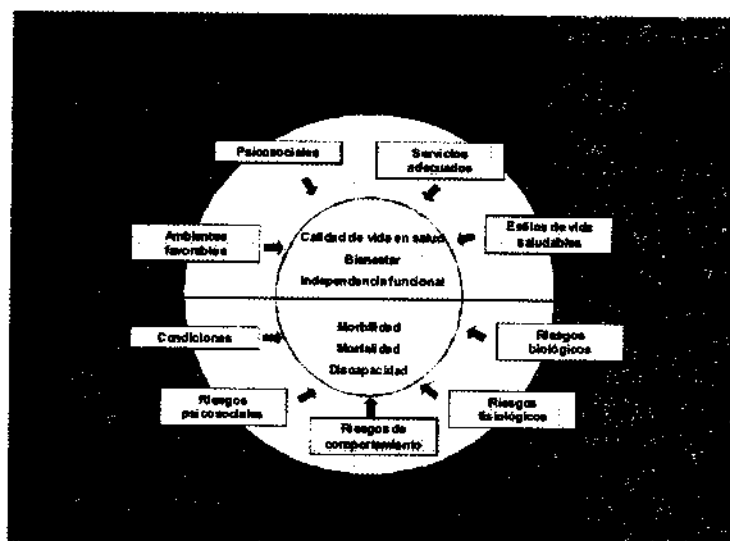 Psicosociales
Servicios
adecuados
Ambientes
favorables
Calidad de vida en salud
Bienestar
Independencia funcional
Estilos de vida
saludables
Condiciones
Morbilidad
Mortalidad
Discapacidad
Riesgos
biológicos
Riesgos
psicosociales
Riesgos de
comportamiento
Riesgos
fisiológicos